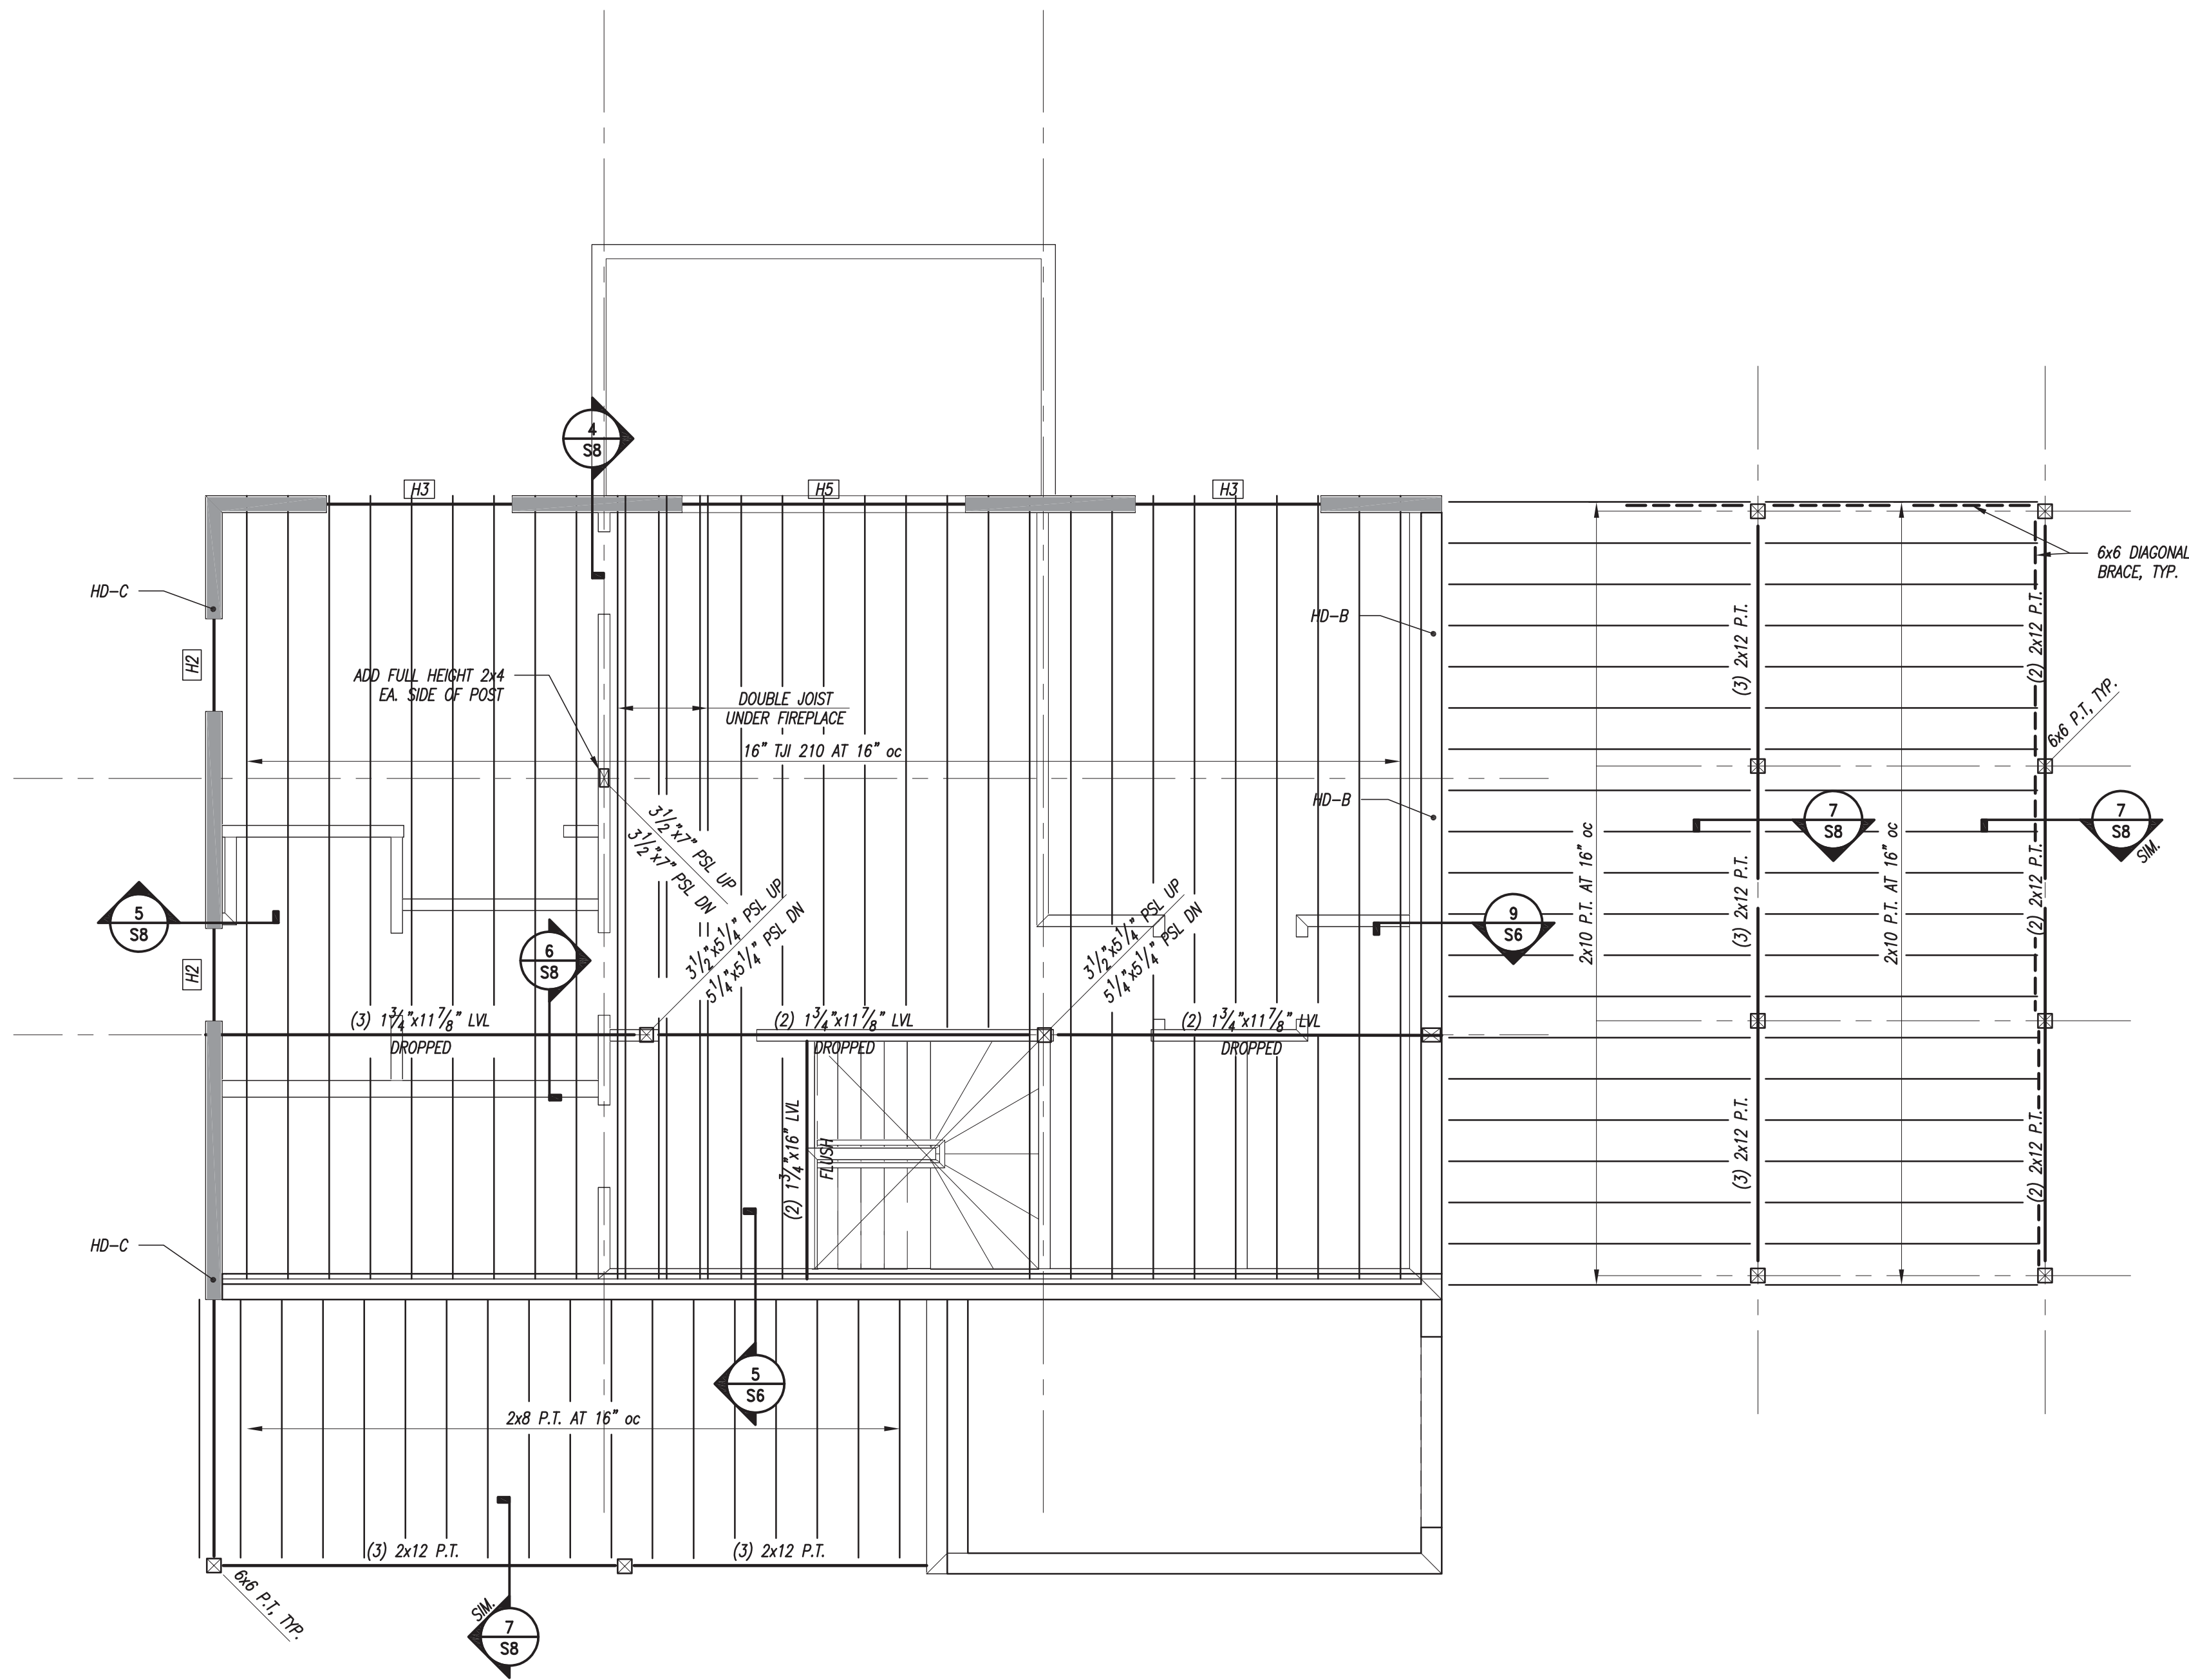 4
S8
H3
H5
H3
6x6 DIAGONAL
BRACE, TYP.
HD-C
HD-B
(3) 2x12 P.T.
(2) 2x12 P.T.
H2
ADD FULL HEIGHT 2x4
EA. SIDE OF POST
DOUBLE JOIST
UNDER FIREPLACE
6x6 P.T, TYP.
16" TJI 210 AT 16" oc
HD-B
3 1/2"x7" PSL UP
3 1/2"x7" PSL DN
7
S8
7
S8
SIM.
2x10 P.T. AT 16" oc
2x10 P.T. AT 16" oc
5
S8
3 1/2"x5 1/4" PSL UP
5 1/4"x5 1/4" PSL DN
3 1/2"x5 1/4" PSL UP
5 1/4"x5 1/4" PSL DN
9
S6
(3) 2x12 P.T.
(2) 2x12 P.T.
6
S8
H2
(3) 1 3/4"x11 7/8" LVL
DROPPED
(2) 1 3/4"x11 7/8" LVL
DROPPED
(2) 1 3/4"x11 7/8" LVL
DROPPED
(2) 1 3/4"x16" LVL
FLUSH
(3) 2x12 P.T.
(2) 2x12 P.T.
HD-C
5
S6
2x8 P.T. AT 16" oc
(3) 2x12 P.T.
(3) 2x12 P.T.
6x6 P.T, TYP.
SIM.
7
S8